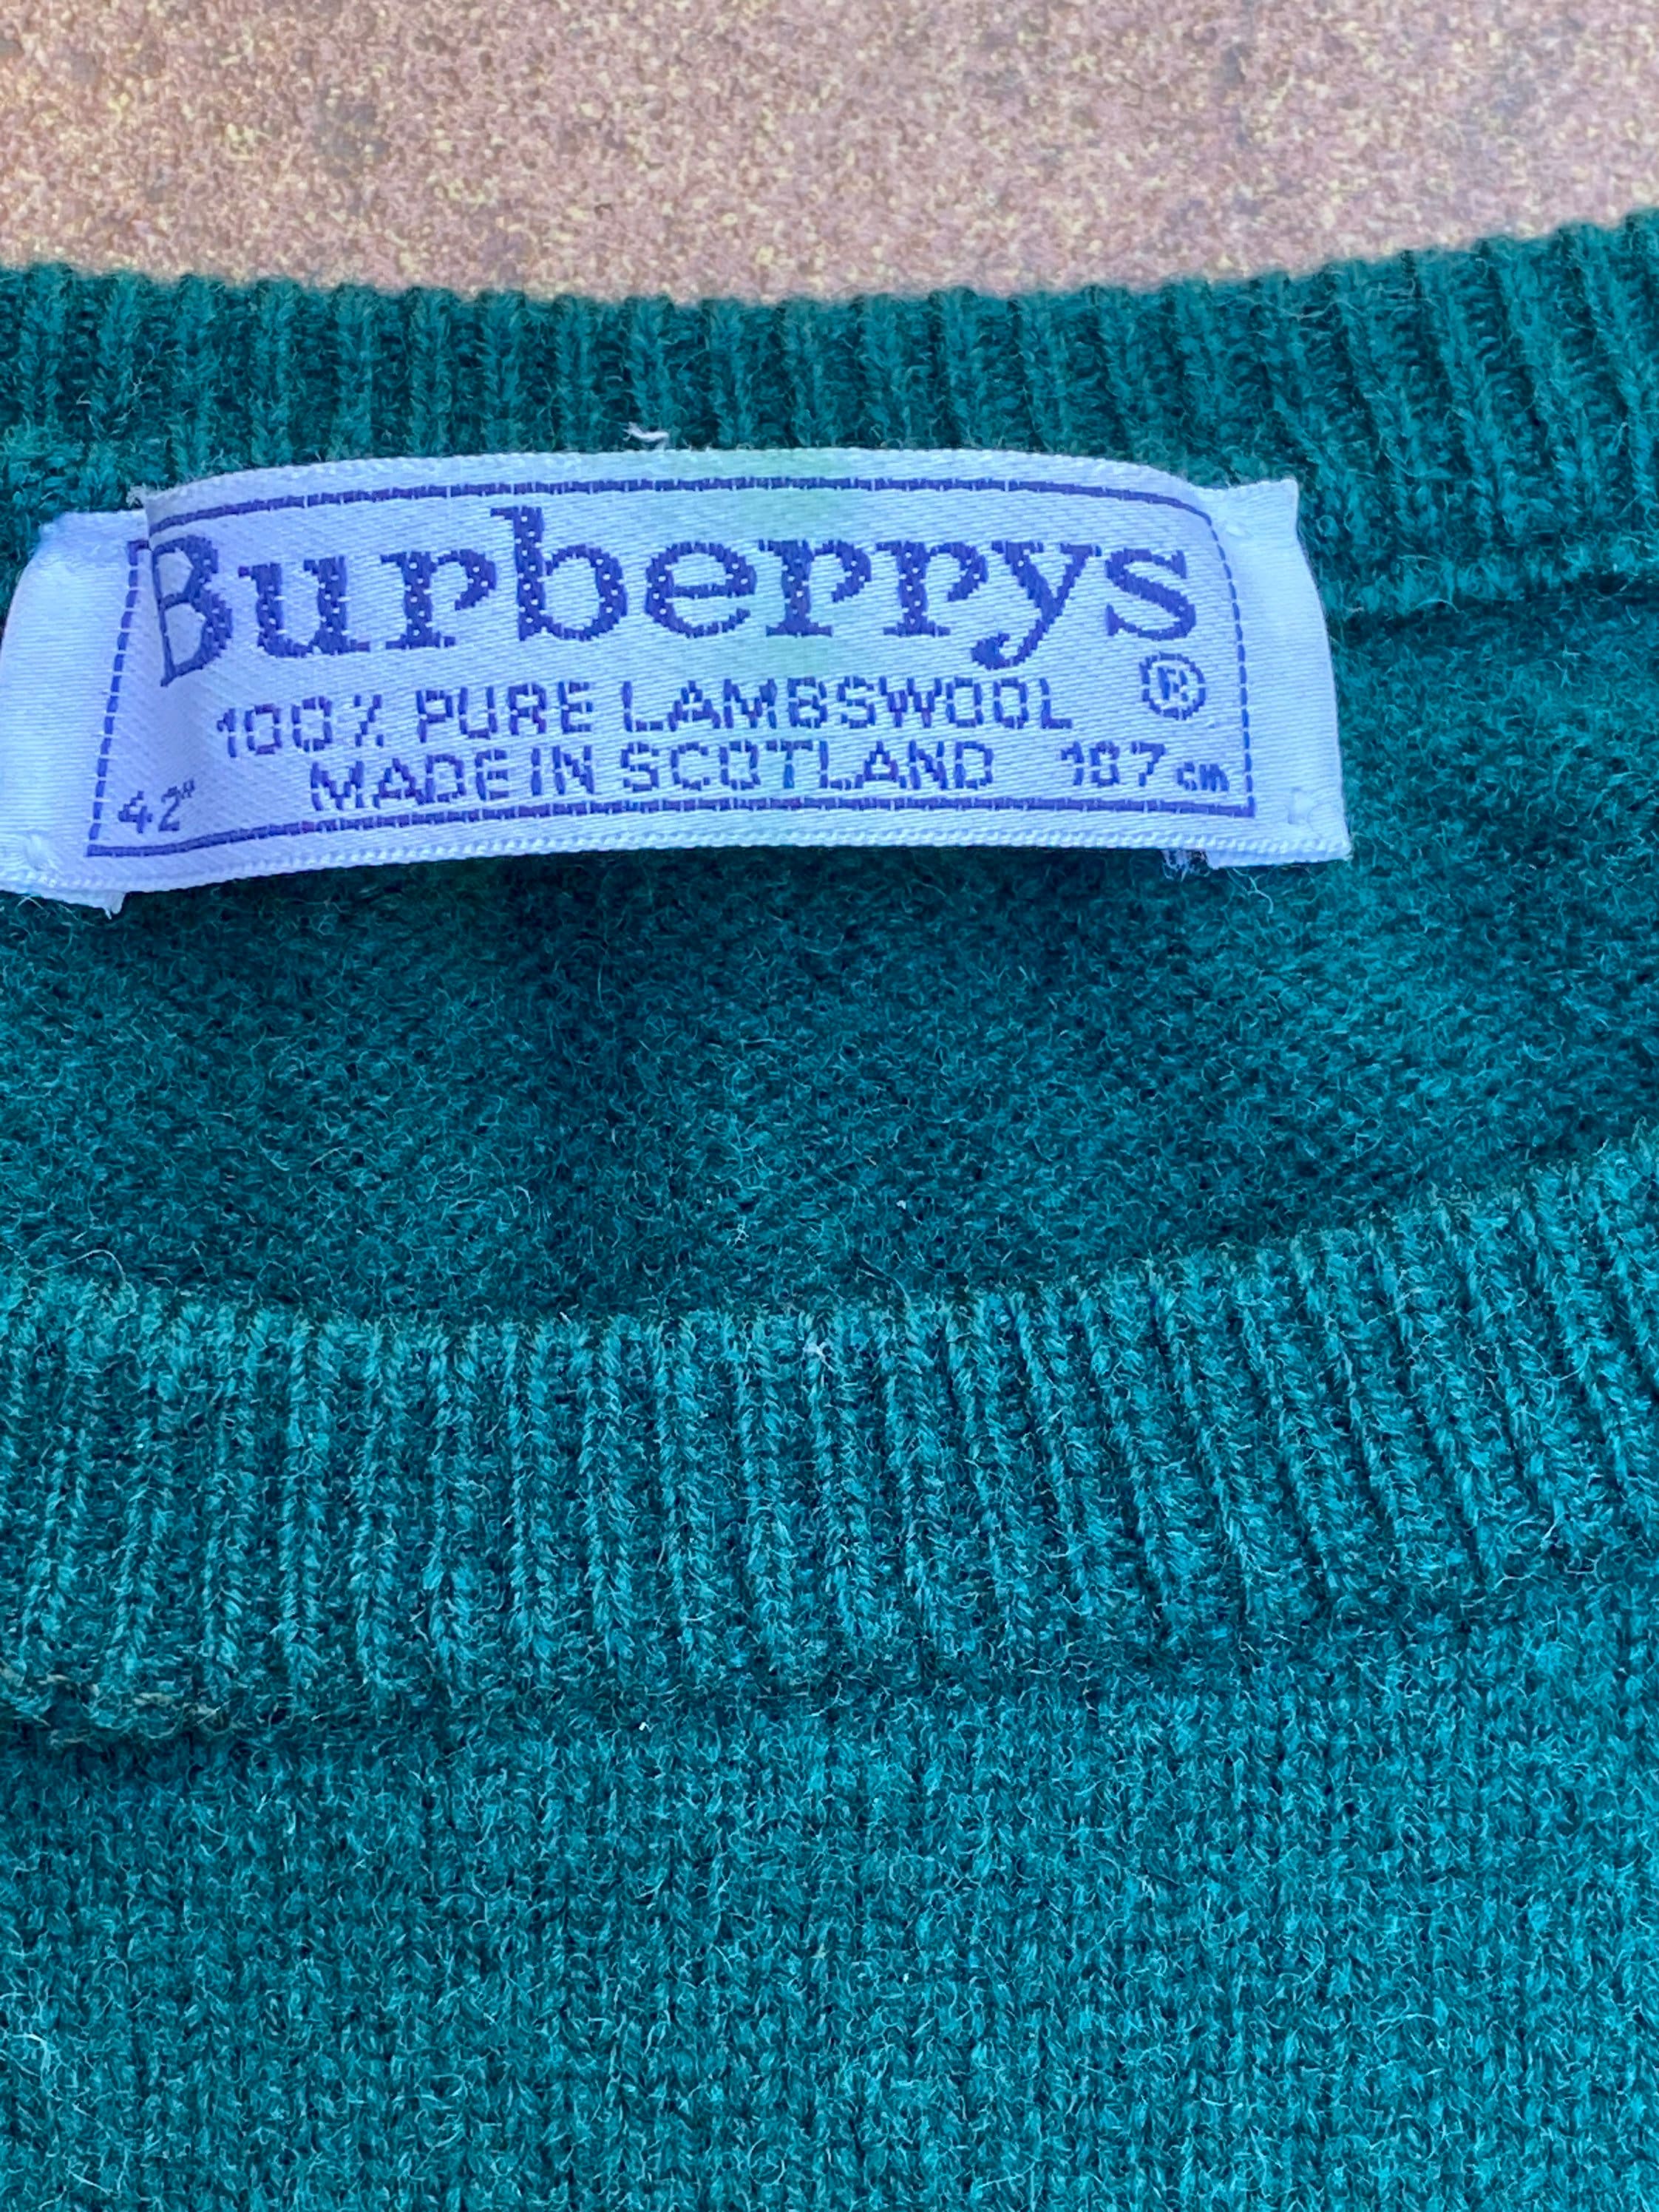 Burberrys
®
100% PURE LAMBSWOOL
42" MADE IN SCOTLAND 107 cm